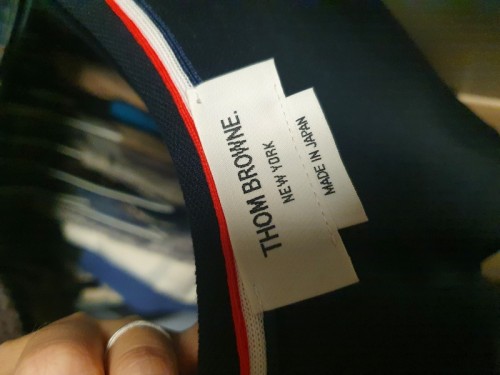 THOM BROWNE.
NEW YORK
MADE IN JAPAN